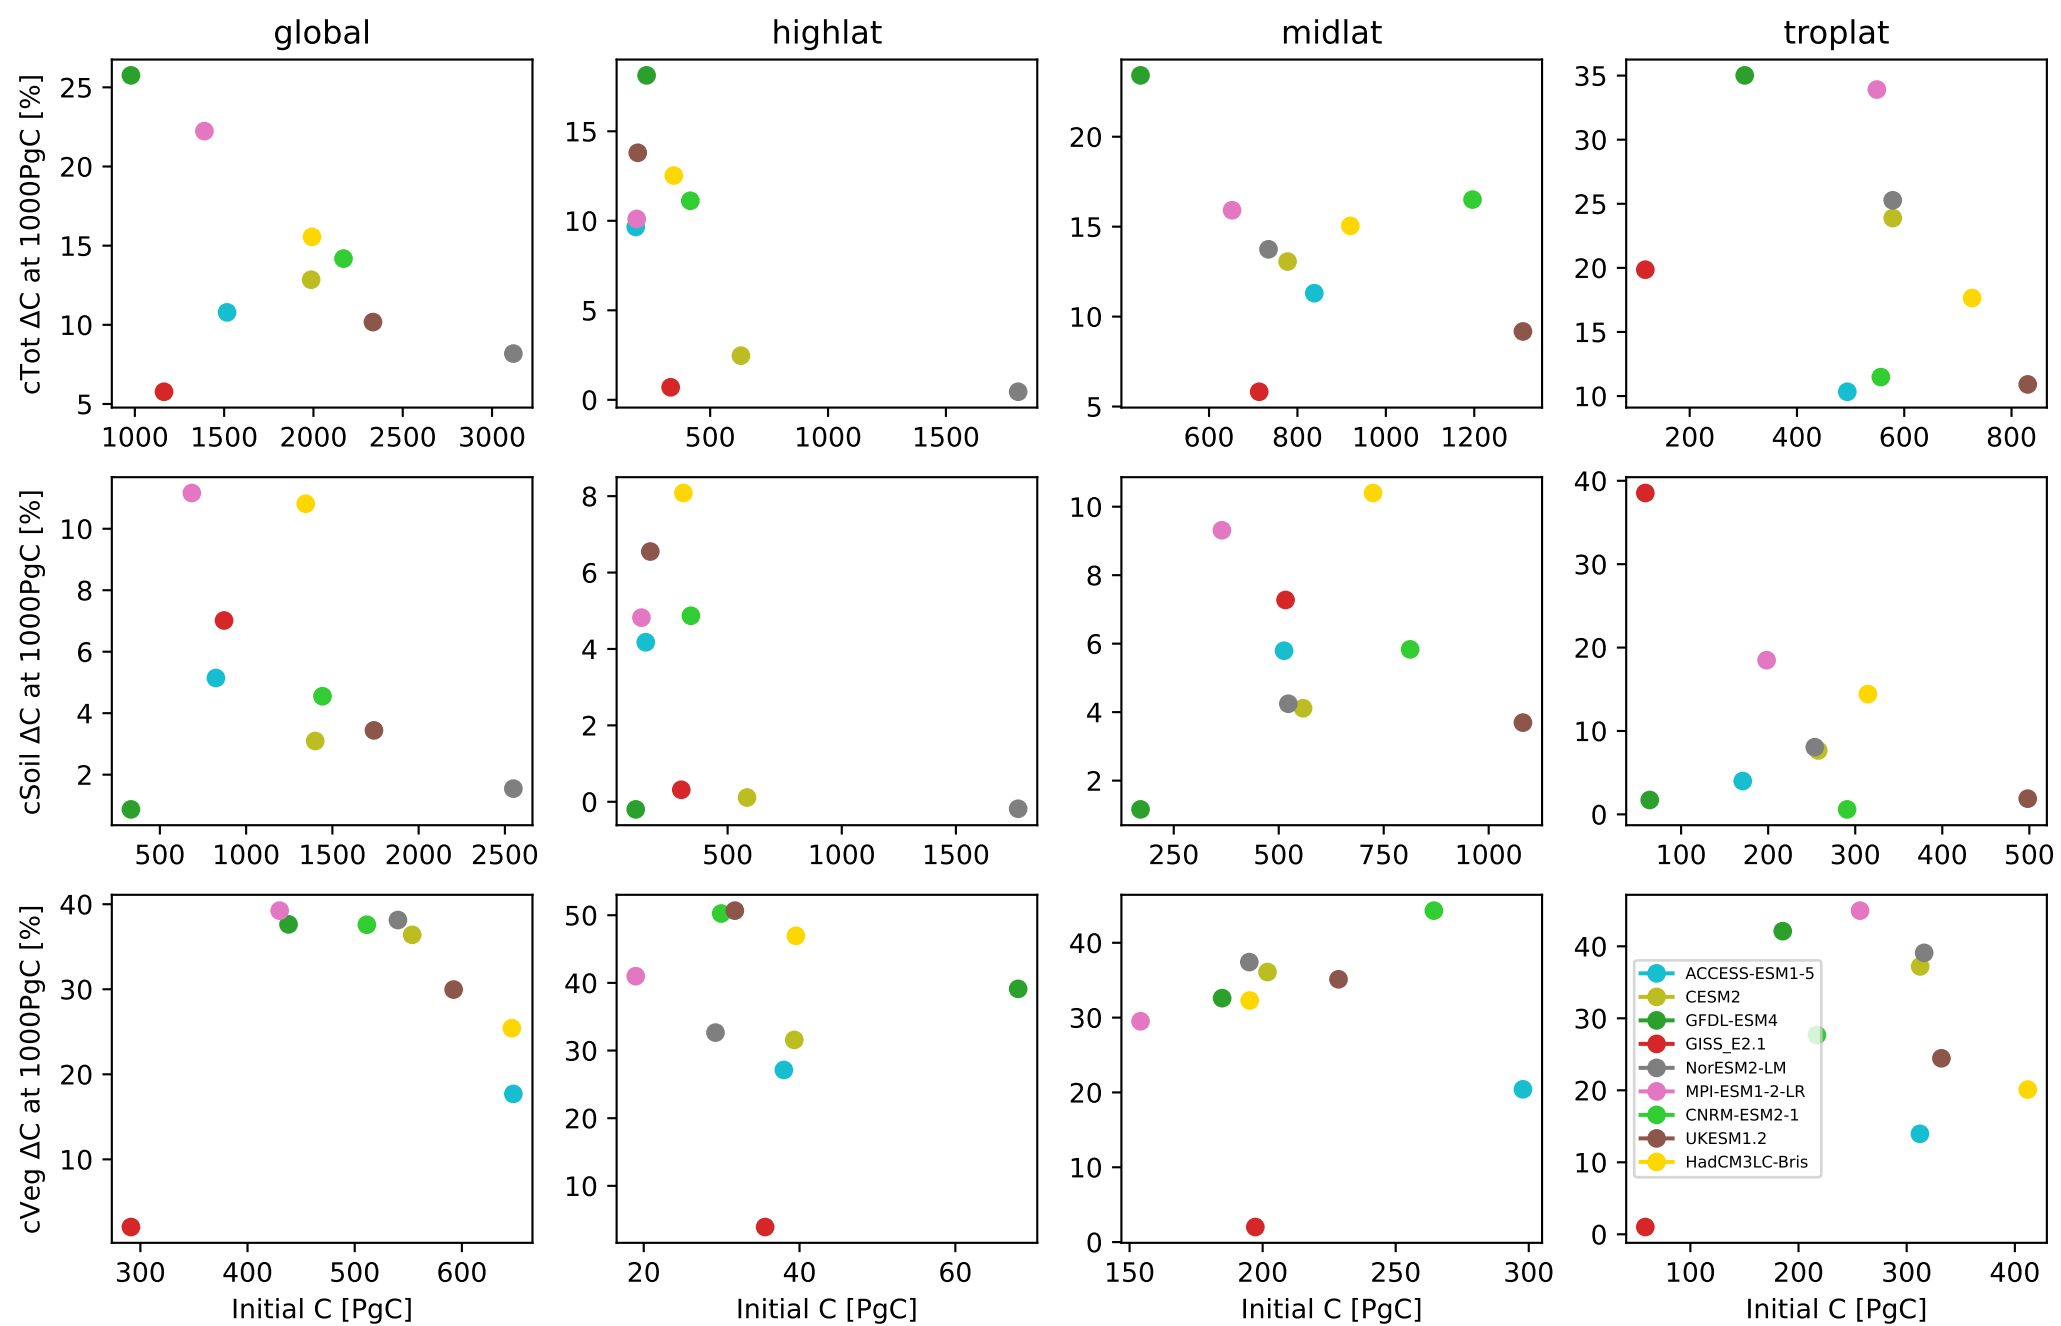 global highlat midlat troplat
cTot ΔC at 1000PgC [%]
25 20 15 10 5
1000 1500 2000 2500 3000
15 10 5 0
500 1000 1500
20 15 10 5
600 800 1000 1200
35 30 25 20 15 10
200 400 600 800
cSoil ΔC at 1000PgC [%]
10 8 6 4 2
500 1000 1500 2000 2500
8 6 4 2 0
500 1000 1500
10 8 6 4 2
250 500 750 1000
40 30 20 10 0
100 200 300 400 500
cVeg ΔC at 1000PgC [%]
40 30 20 10
300 400 500 600
Initial C [PgC]
50 40 30 20 10
20 40 60
Initial C [PgC]
40 30 20 10 0
150 200 250 300
Initial C [PgC]
40 30 20 10 0
ACCESS-ESM1-5
CESM2
GFDL-ESM4
GISS_E2.1
NorESM2-LM
MPI-ESM1-2-LR
CNRM-ESM2-1
UKESM1.2
HadCM3LC-Bris
100 200 300 400
Initial C [PgC]